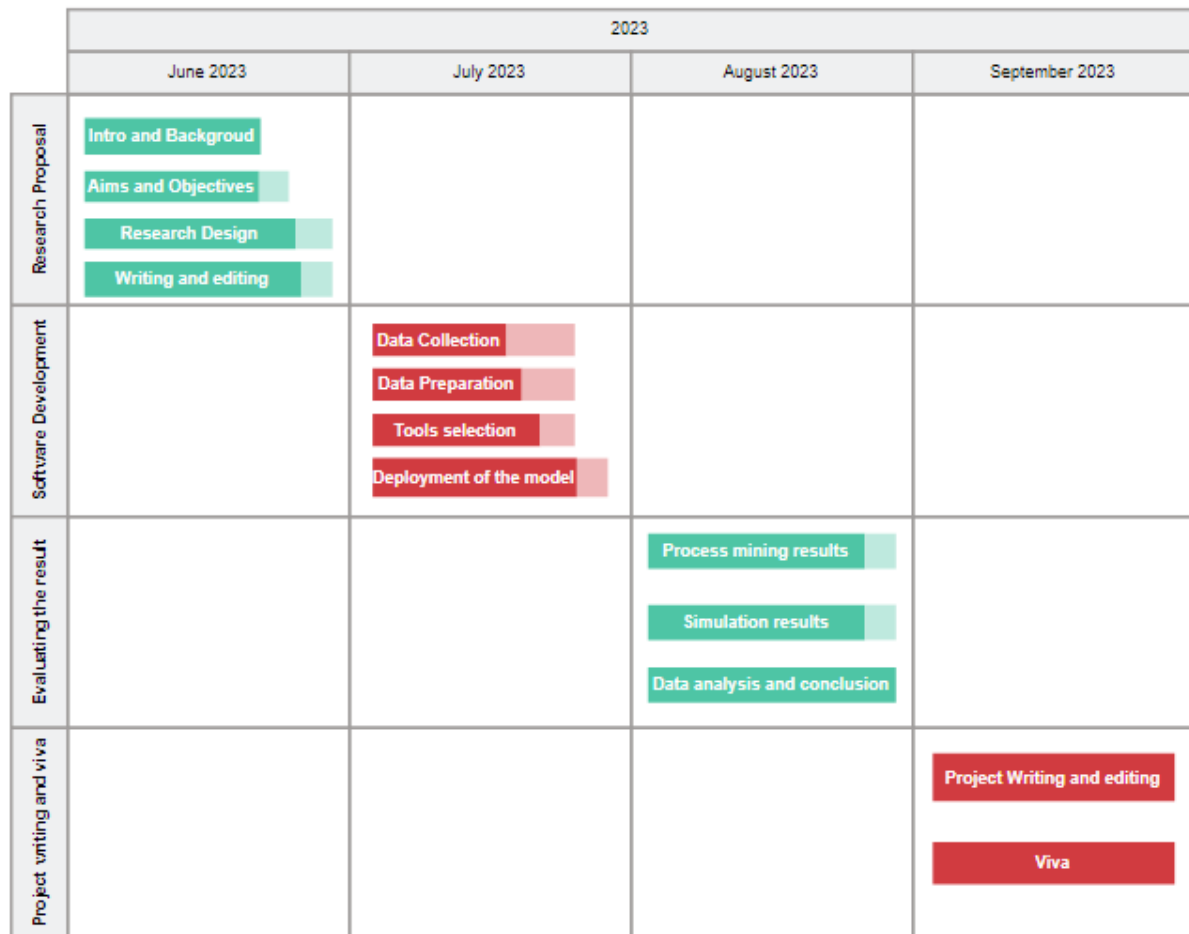 2023
June 2023
July 2023
August 2023
September 2023
Research Proposal
Intro and Backgroud
Aims and Objectives
Research Design
Writing and editing
Software Development
Data Collection
Data Preparation
Tools selection
Deployment of the model
Evaluating the result
Process mining results
Simulation results
Data analysis and conclusion
Project writing and viva
Project Writing and editing
Viva